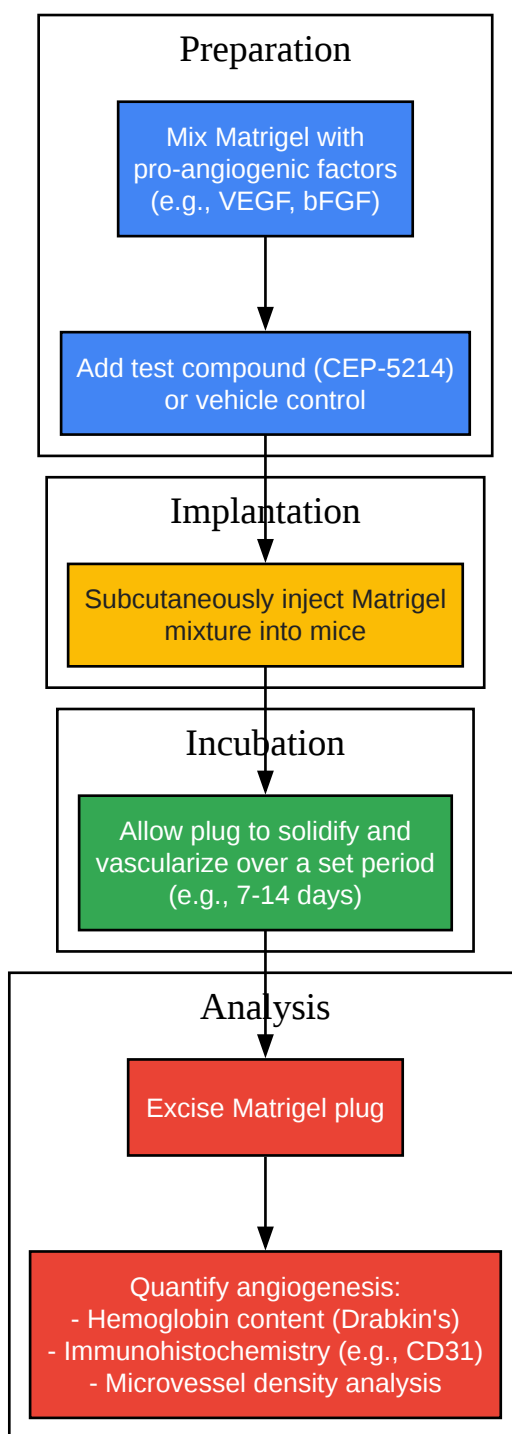 Preparation
Mix Matrigel with
pro-angiogenic factors
(e.g., VEGF, bFGF)
Add test compound (CEP-5214)
or vehicle control
Implantation
Subcutaneously inject Matrigel
mixture into mice
Incubation
Allow plug to solidify and
vascularize over a set period
(e.g., 7-14 days)
Analysis
Excise Matrigel plug
Quantify angiogenesis:
- Hemoglobin content (Drabkin's)
- Immunohistochemistry (e.g., CD31)
- Microvessel density analysis